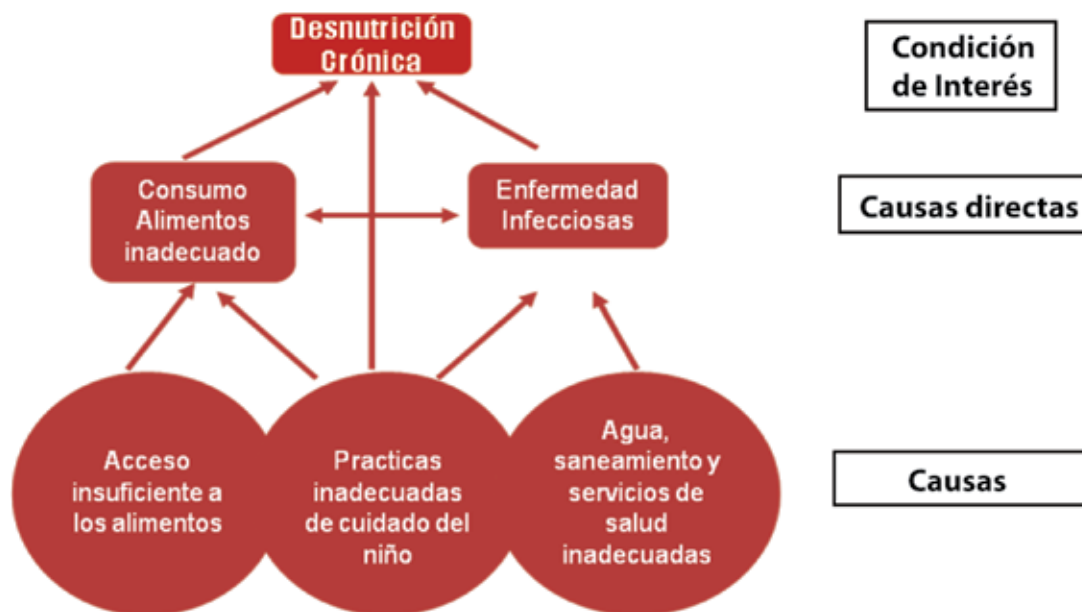 Desnutrición
Crónica
Condición
de Interés
Consumo
Alimentos
inadecuado
Enfermedad
Infecciosas
Causas directas
Acceso
insuficiente a
los alimentos
Practicas
inadecuadas
de cuidado del
niño
Agua,
saneamiento y
servicios de
salud
inadecuadas
Causas